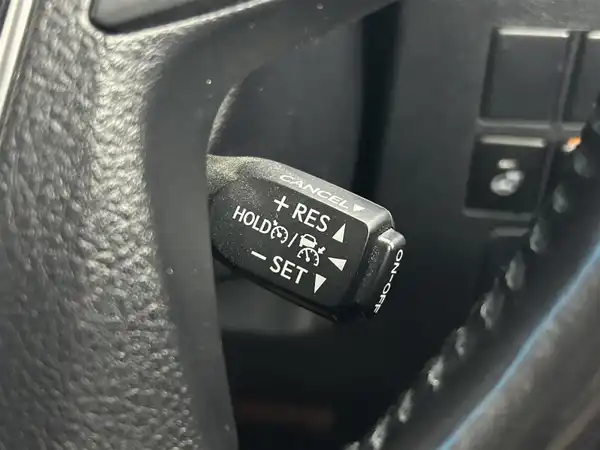 CANCEL▼
+ RES ▲
HOLD / ◀
− SET ▼
ON-OFF